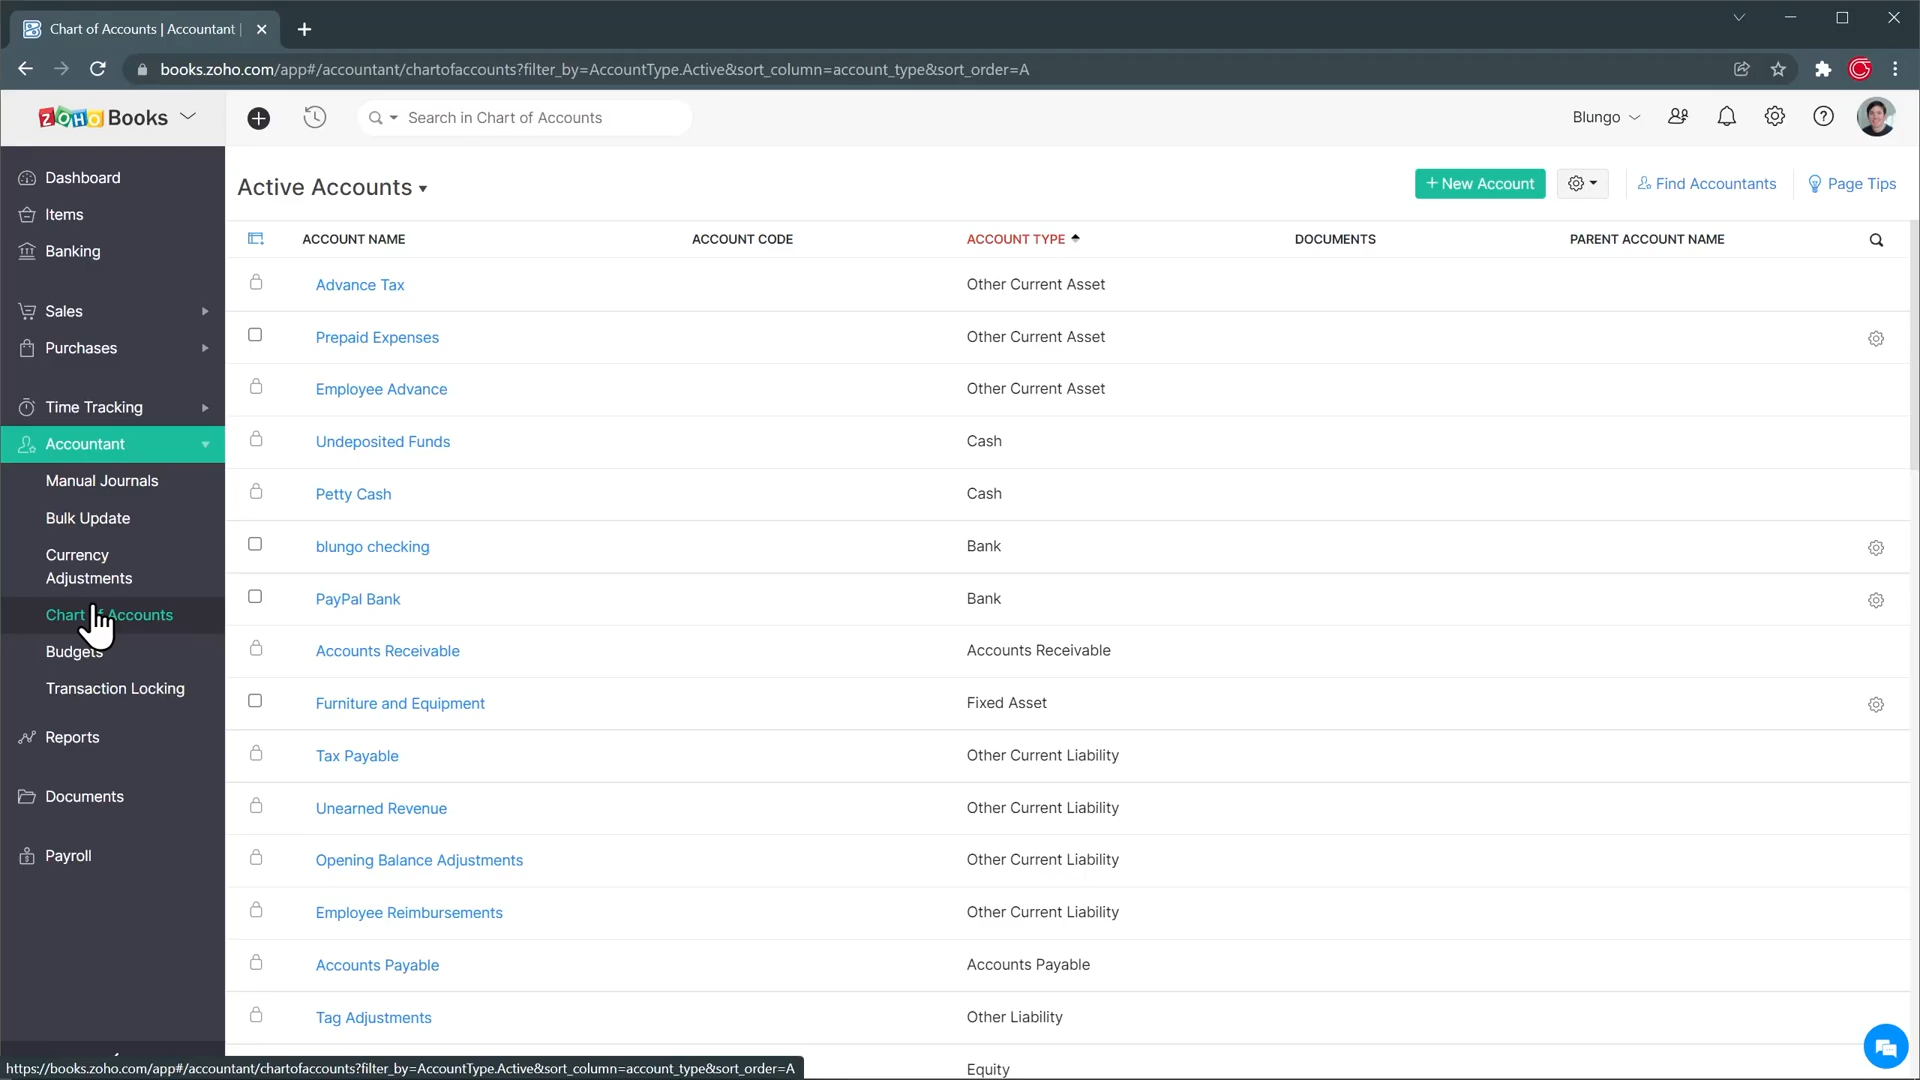 Chart of Accounts | Accountant |
books.zoho.com/app#/accountant/chartofaccounts?filter_by=AccountType.Active&sort_column=account_type&sort_order=A
ZOHO Books
Search in Chart of Accounts
Blungo
Dashboard
Items
Banking
Sales
Purchases
Time Tracking
Accountant
Manual Journals
Bulk Update
Currency
Adjustments
Chart of Accounts
Budgets
Transaction Locking
Reports
Documents
Payroll
Active Accounts
+ New Account
Find Accountants
Page Tips
ACCOUNT NAME ACCOUNT CODE ACCOUNT TYPE DOCUMENTS PARENT ACCOUNT NAME
Advance Tax Other Current Asset
Prepaid Expenses Other Current Asset
Employee Advance Other Current Asset
Undeposited Funds Cash
Petty Cash Cash
blungo checking Bank
PayPal Bank Bank
Accounts Receivable Accounts Receivable
Furniture and Equipment Fixed Asset
Tax Payable Other Current Liability
Unearned Revenue Other Current Liability
Opening Balance Adjustments Other Current Liability
Employee Reimbursements Other Current Liability
Accounts Payable Accounts Payable
Tag Adjustments Other Liability
Equity
https://books.zoho.com/app#/accountant/chartofaccounts?filter_by=AccountType.Active&sort_column=account_type&sort_order=A